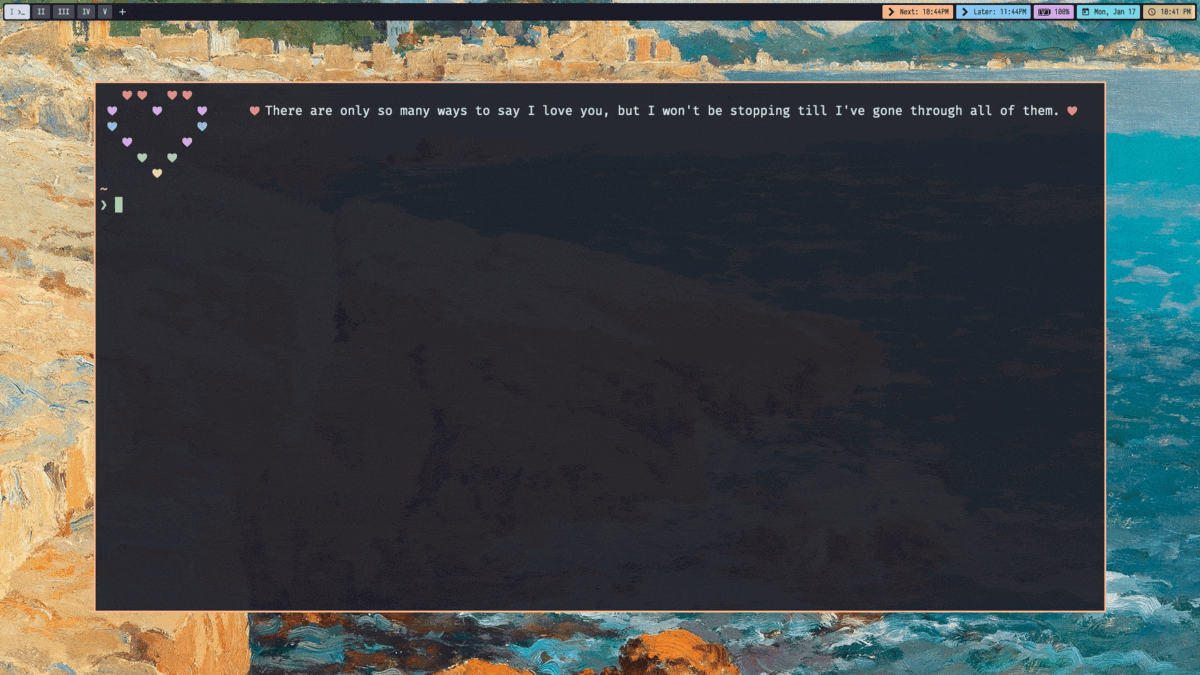 I >_ II III IV V +
Next: 10:44PM Later: 11:44PM 100% Mon, Jan 17 10:41 PM
♥ There are only so many ways to say I love you, but I won't be stopping till I've gone through all of them. ♥
~
❯